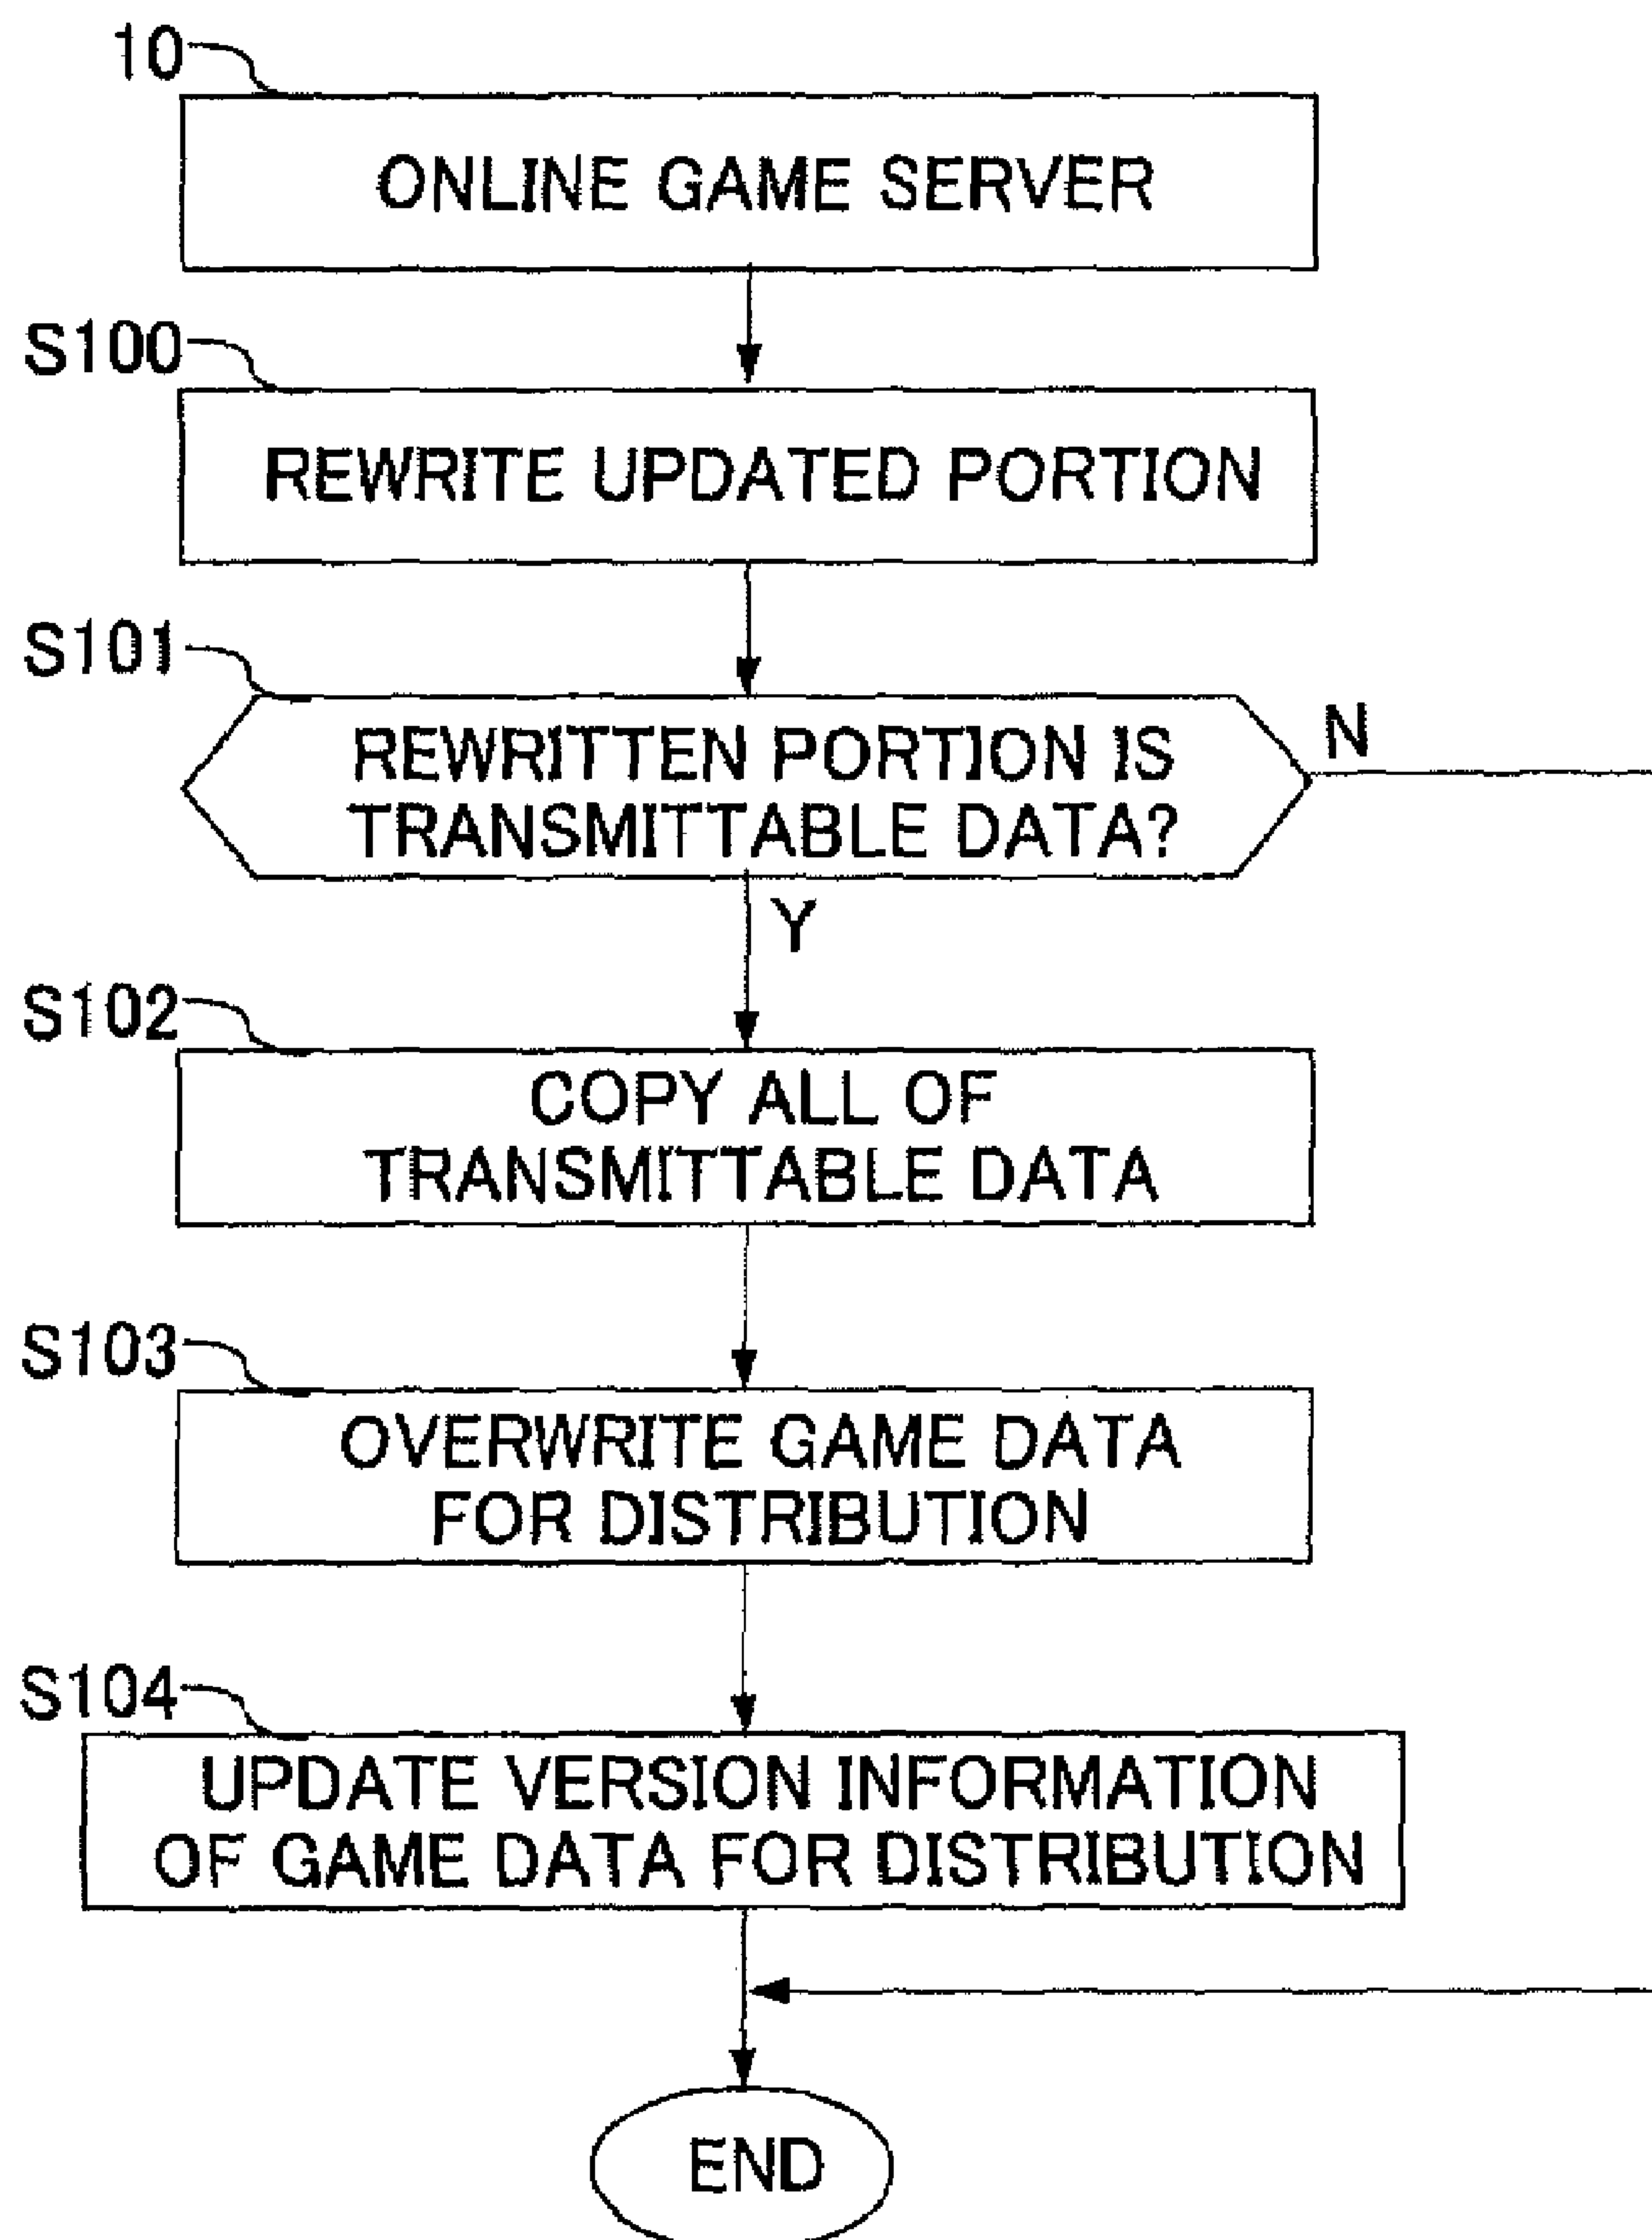 10
ONLINE GAME SERVER
S100
REWRITE UPDATED PORTION
S101
REWRITTEN PORTION IS
TRANSMITTABLE DATA?
N
Y
S102
COPY ALL OF
TRANSMITTABLE DATA
S103
OVERWRITE GAME DATA
FOR DISTRIBUTION
S104
UPDATE VERSION INFORMATION
OF GAME DATA FOR DISTRIBUTION
END